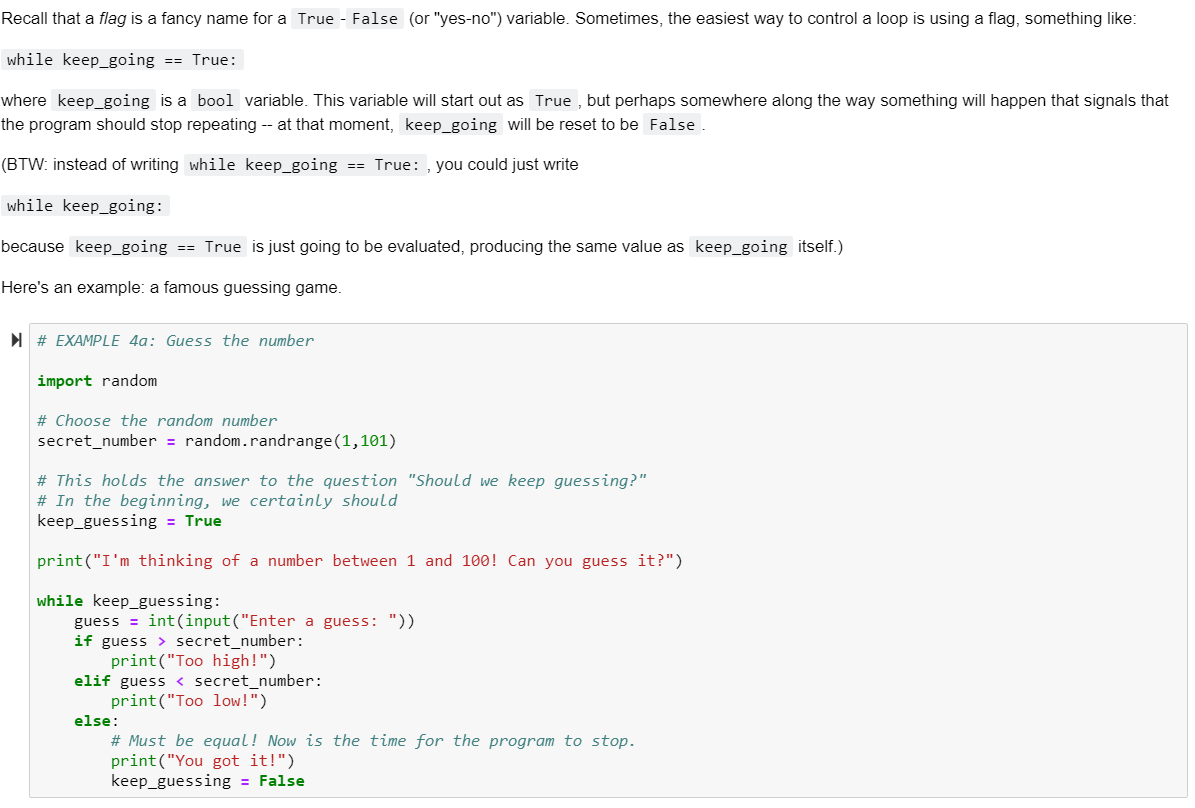 Recall that a flag is a fancy name for a True - False (or "yes-no") variable. Sometimes, the easiest way to control a loop is using a flag, something like:
while keep_going == True:
where keep_going is a bool variable. This variable will start out as True , but perhaps somewhere along the way something will happen that signals that
the program should stop repeating -- at that moment, keep_going will be reset to be False .
(BTW: instead of writing while keep_going == True: , you could just write
while keep_going:
because keep_going == True is just going to be evaluated, producing the same value as keep_going itself.)
Here's an example: a famous guessing game.
# EXAMPLE 4a: Guess the number
import random
# Choose the random number
secret_number = random.randrange(1,101)
# This holds the answer to the question "Should we keep guessing?"
# In the beginning, we certainly should
keep_guessing = True
print("I'm thinking of a number between 1 and 100! Can you guess it?")
while keep_guessing:
    guess = int(input("Enter a guess: "))
    if guess > secret_number:
        print("Too high!")
    elif guess < secret_number:
        print("Too low!")
    else:
        # Must be equal! Now is the time for the program to stop.
        print("You got it!")
        keep_guessing = False